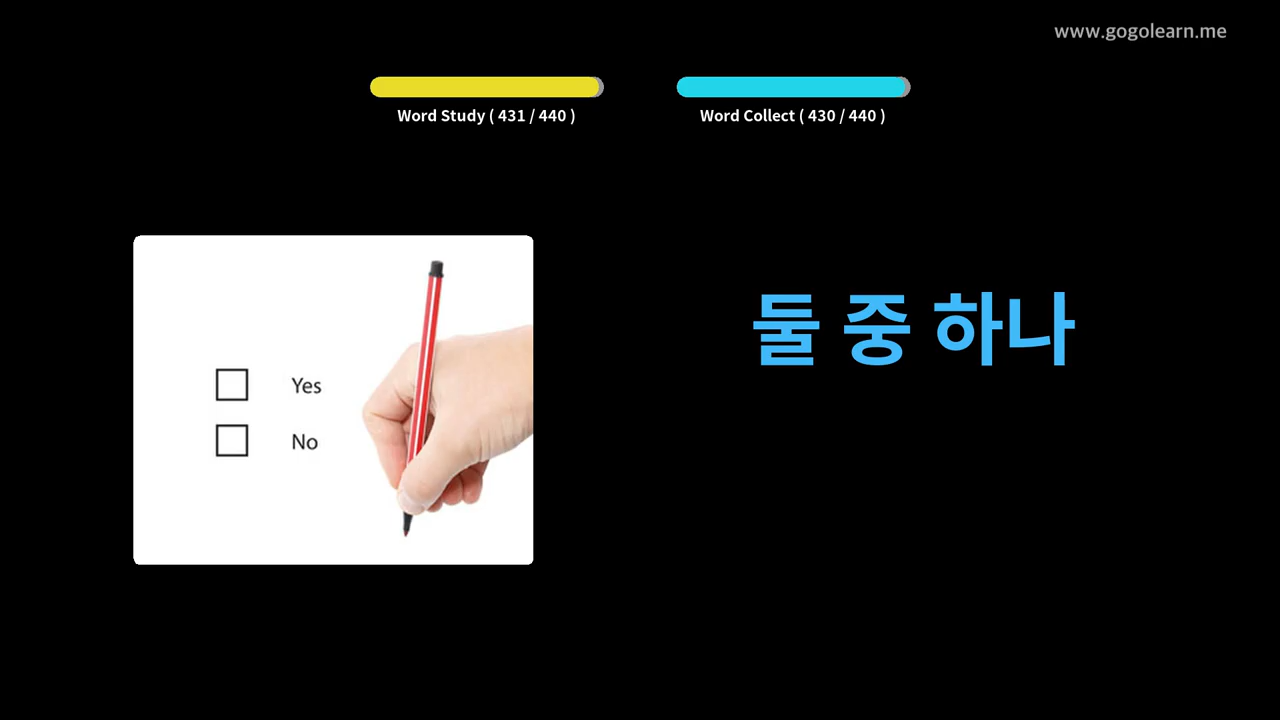 www.gogolearn.me
Word Study ( 431 / 440 )
Word Collect ( 430 / 440 )
Yes
No
둘 중 하나